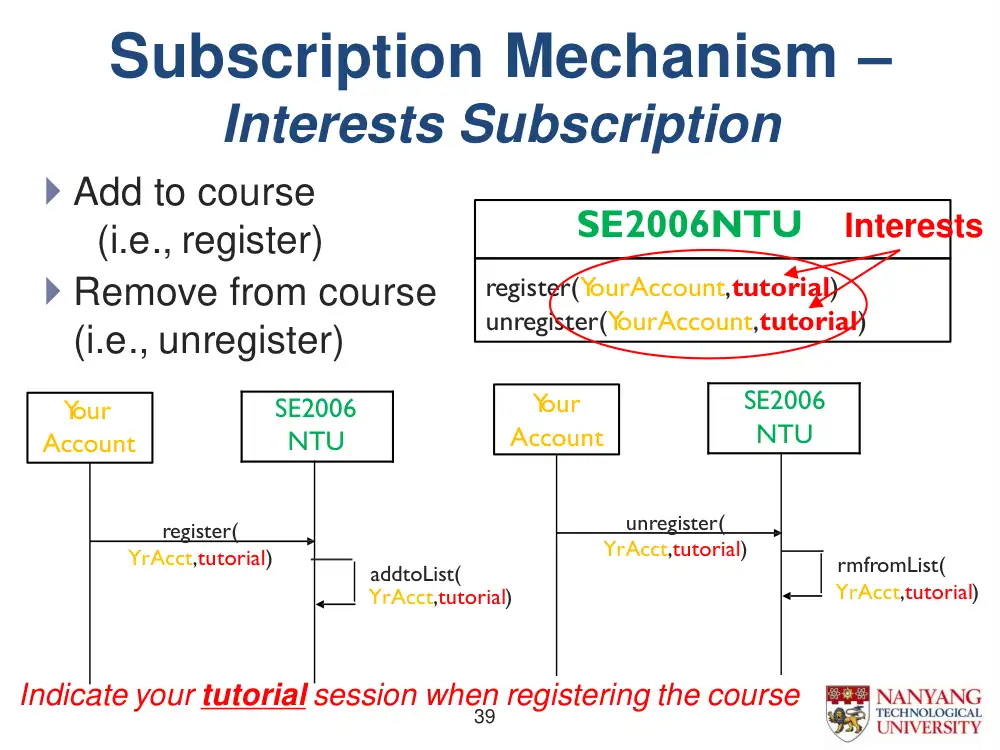 Subscription Mechanism –
Interests Subscription
Add to course
(i.e., register)
Remove from course
(i.e., unregister)
SE2006NTU
Interests
register(YourAccount,tutorial)
unregister(YourAccount,tutorial)
Your
Account
SE2006
NTU
register(
YrAcct,tutorial)
addtoList(
YrAcct,tutorial)
Your
Account
SE2006
NTU
unregister(
YrAcct,tutorial)
rmfromList(
YrAcct,tutorial)
Indicate your tutorial session when registering the course
39
NANYANG
TECHNOLOGICAL
UNIVERSITY